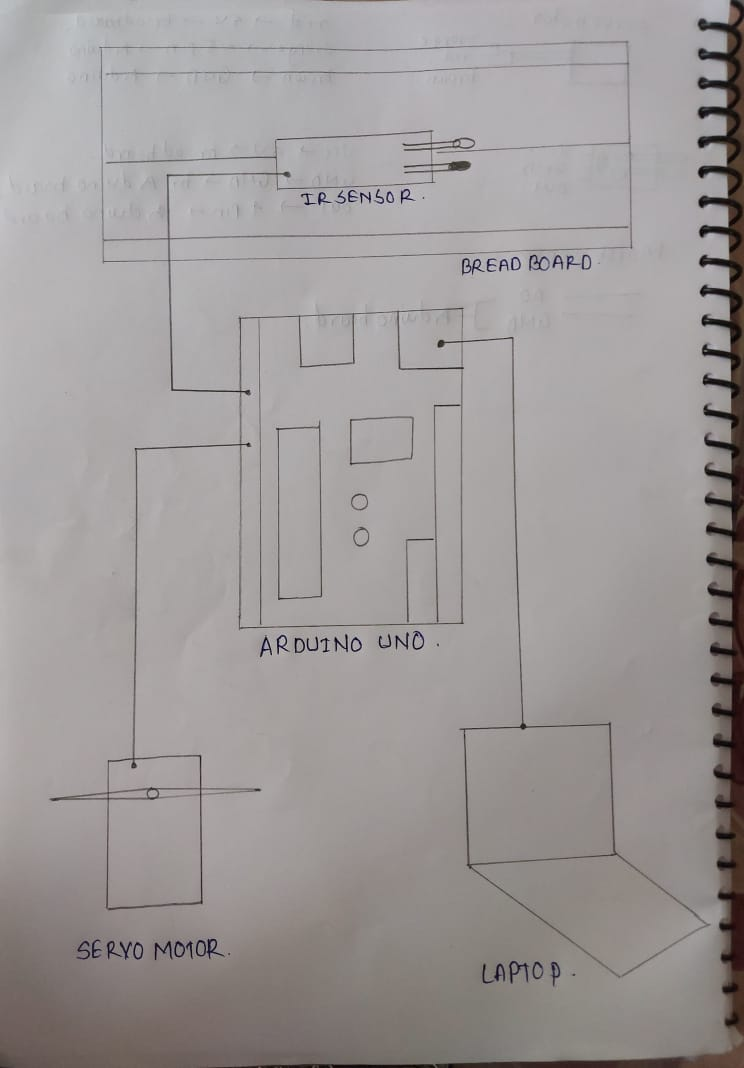 IR SENSOR.
BREAD BOARD.
ARDUINO UNO.
SERVO MOTOR.
LAPTOP.